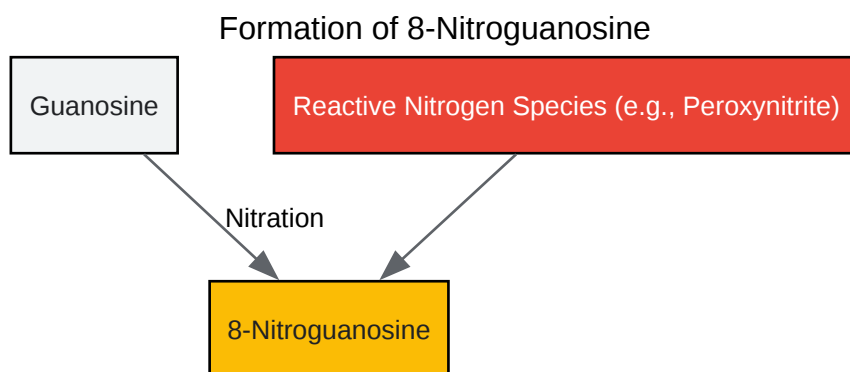 Formation of 8-Nitroguanosine
Guanosine
Reactive Nitrogen Species (e.g., Peroxynitrite)
Nitration
8-Nitroguanosine